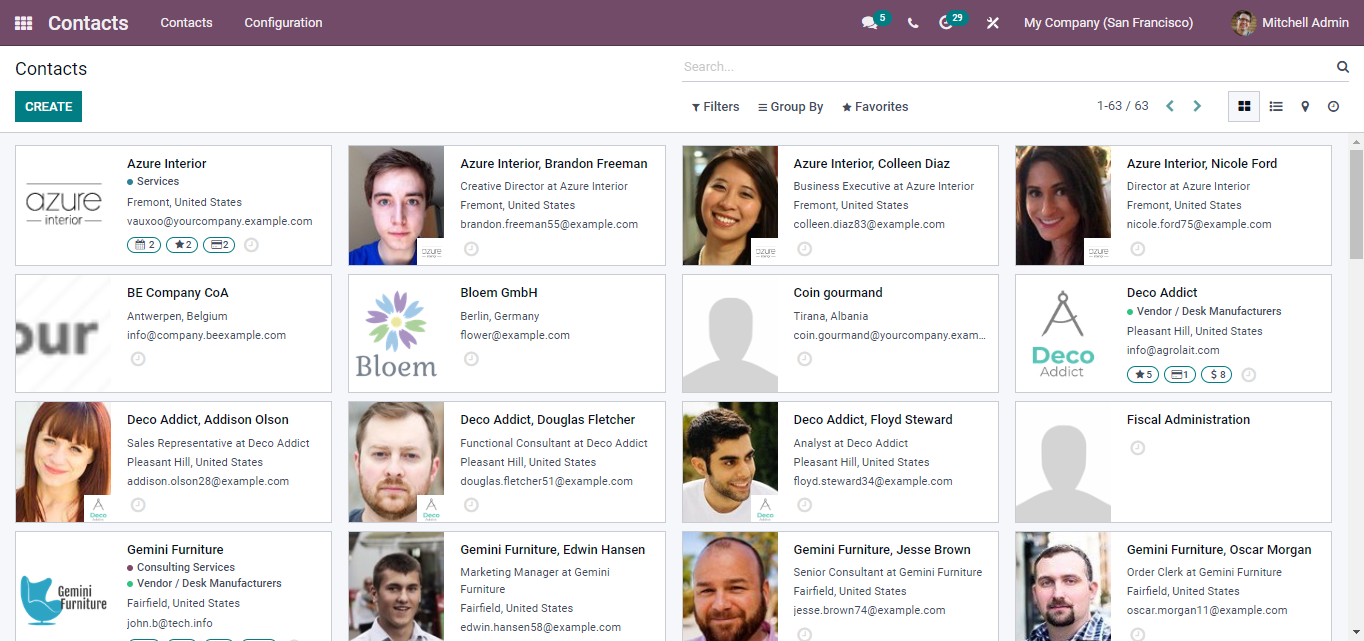 Contacts
Contacts
Configuration
5
29
My Company (San Francisco)
Mitchell Admin
Contacts
Search...
CREATE
Filters
Group By
Favorites
1-63 / 63
azure
interior
Azure Interior
Services
Fremont, United States
vauxoo@yourcompany.example.com
2
2
2
Azure Interior, Brandon Freeman
Creative Director at Azure Interior
Fremont, United States
brandon.freeman55@example.com
azure
interior
Azure Interior, Colleen Diaz
Business Executive at Azure Interior
Fremont, United States
colleen.diaz83@example.com
azure
interior
Azure Interior, Nicole Ford
Director at Azure Interior
Fremont, United States
nicole.ford75@example.com
azure
interior
our
BE Company CoA
Antwerpen, Belgium
info@company.beexample.com
Bloem
Bloem GmbH
Berlin, Germany
flower@example.com
Coin gourmand
Tirana, Albania
coin.gourmand@yourcompany.exam...
Deco
Addict
Deco Addict
Vendor / Desk Manufacturers
Pleasant Hill, United States
info@agrolait.com
5
1
$ 8
Deco Addict, Addison Olson
Sales Representative at Deco Addict
Pleasant Hill, United States
addison.olson28@example.com
Deco
Addict
Deco Addict, Douglas Fletcher
Functional Consultant at Deco Addict
Pleasant Hill, United States
douglas.fletcher51@example.com
Deco
Addict
Deco Addict, Floyd Steward
Analyst at Deco Addict
Pleasant Hill, United States
floyd.steward34@example.com
Deco
Addict
Fiscal Administration
Gemini
Furniture
Gemini Furniture
Consulting Services
Vendor / Desk Manufacturers
Fairfield, United States
john.b@tech.info
Gemini Furniture, Edwin Hansen
Marketing Manager at Gemini
Furniture
Fairfield, United States
edwin.hansen58@example.com
Gemini Furniture, Jesse Brown
Senior Consultant at Gemini Furniture
Fairfield, United States
jesse.brown74@example.com
Gemini Furniture, Oscar Morgan
Order Clerk at Gemini Furniture
Fairfield, United States
oscar.morgan11@example.com